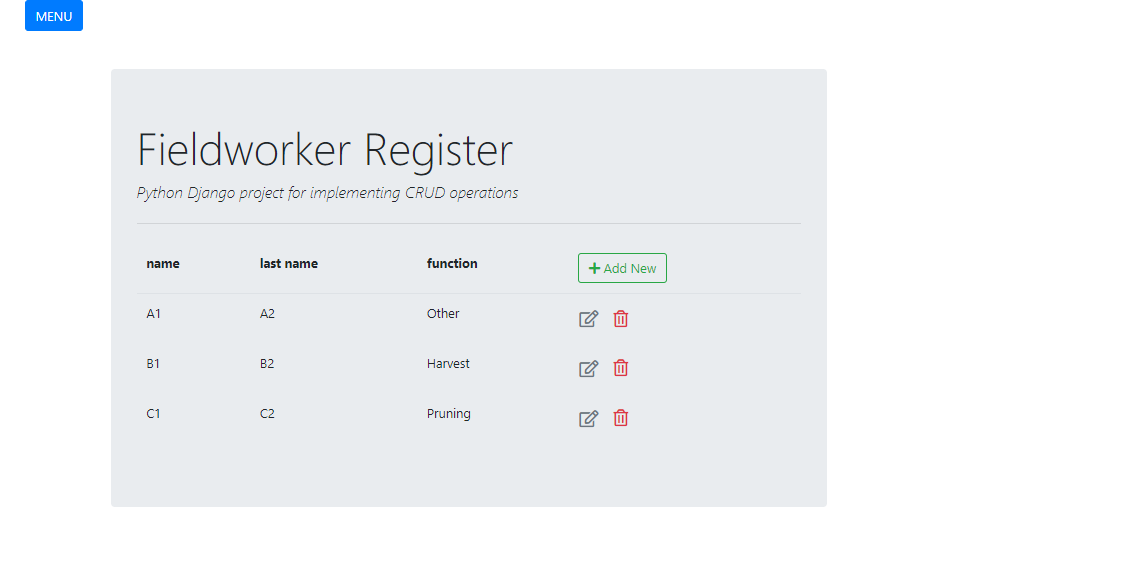 MENU
Fieldworker Register
Python Django project for implementing CRUD operations
name last name function Add New
A1 A2 Other
B1 B2 Harvest
C1 C2 Pruning